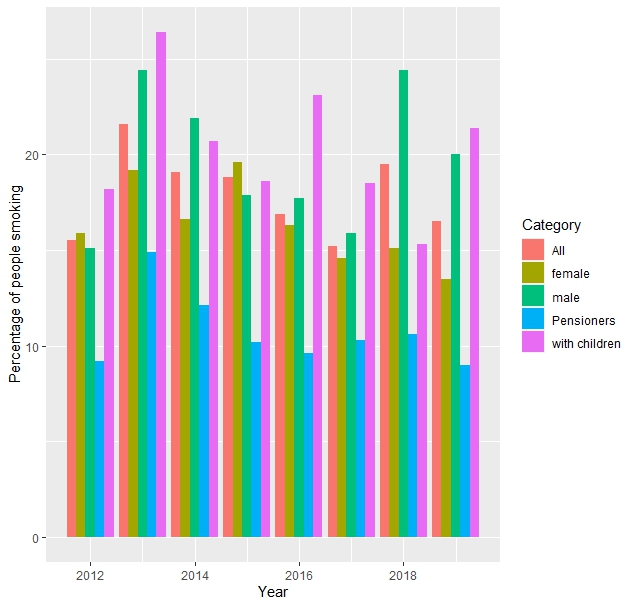 Percentage of people smoking
20
10
0
2012 2014 2016 2018
Year
Category
All
female
male
Pensioners
with children